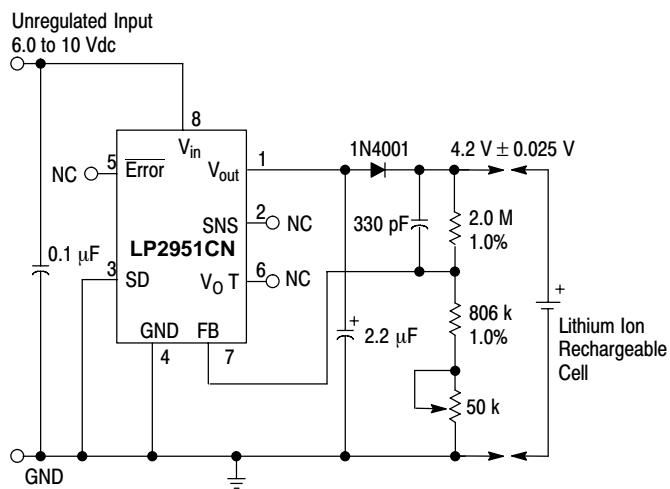 Unregulated Input
6.0 to 10 Vdc
8
Vin
5
Error
NC
Vout
1
1N4001
4.2 V ± 0.025 V
SNS
2
NC
330 pF
2.0 M
1.0%
LP2951CN
0.1 µF
3
SD
VO T
6
NC
GND
FB
4
7
2.2 µF
+
806 k
1.0%
+
Lithium Ion
Rechargeable
Cell
50 k
GND